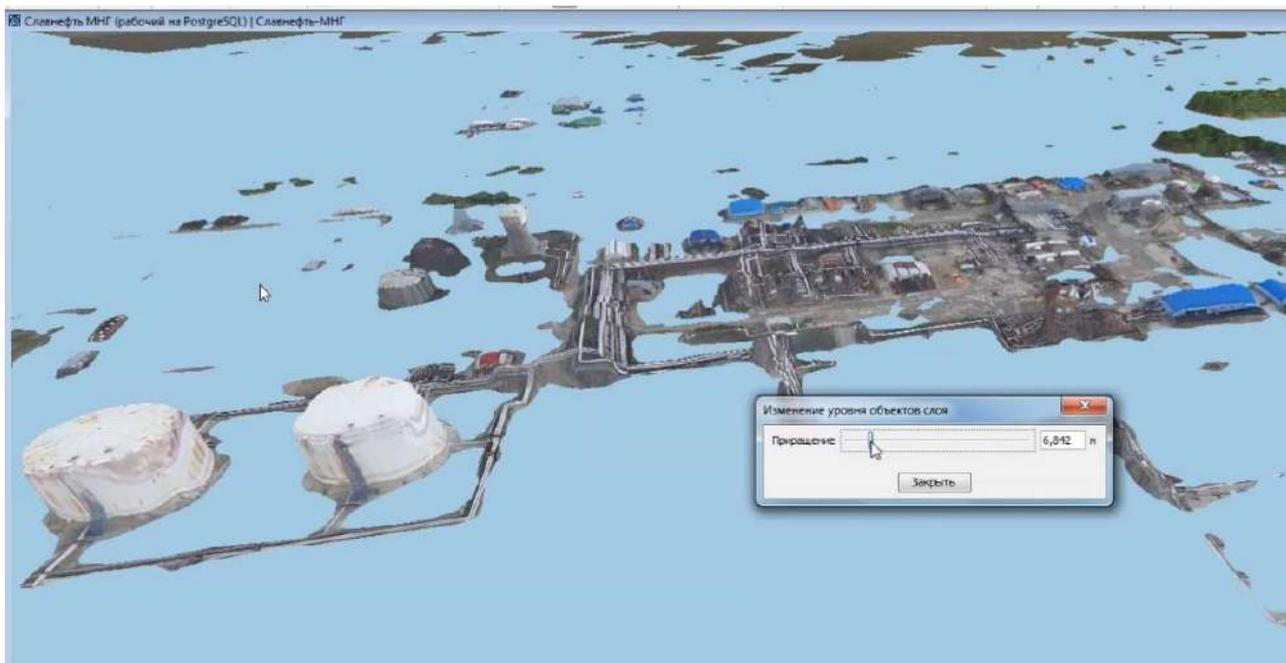 Славнефть МНГ (рабочий на PostgreSQL) | Славнефть-МНГ
Изменение уровня объектов слоя
Приращение 6,842 м
Закрыть